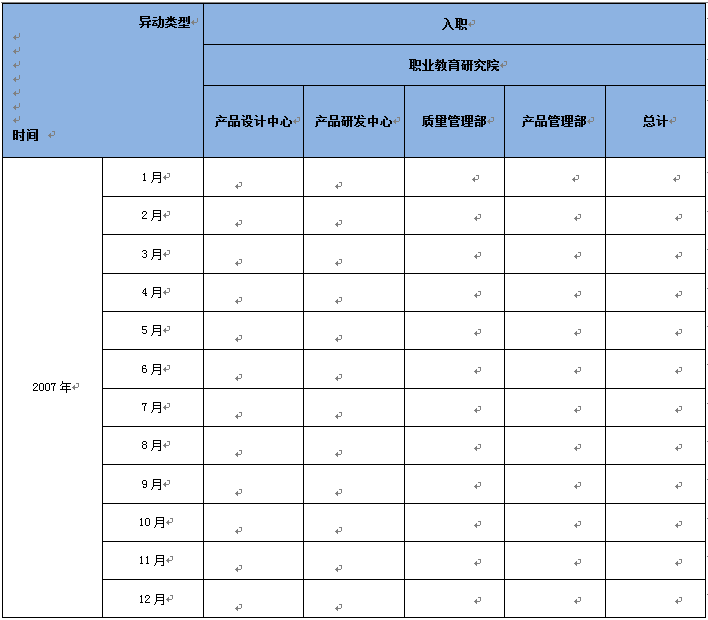 异动类型
入职
职业教育研究院
时间
产品设计中心 产品研发中心 质量管理部 产品管理部 总计
1月
2月
3月
4月
5月
6月
2007年
7月
8月
9月
10月
11月
12月